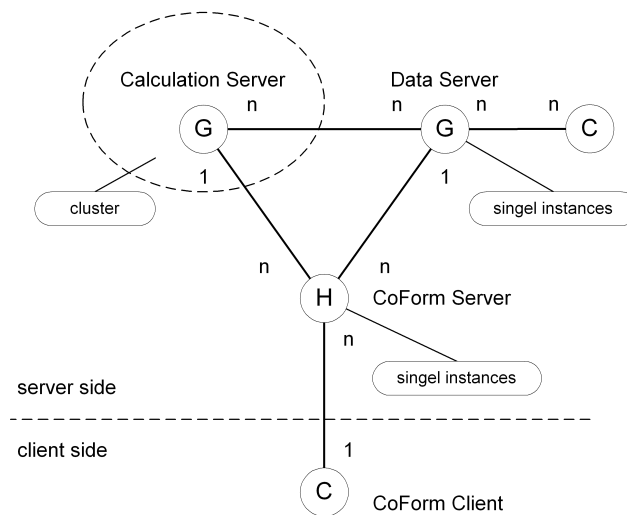 Calculation Server
Data Server
n
n
n
n
G
G
C
1
1
cluster
singel instances
n
n
H
CoForm Server
n
singel instances
server side
client side
1
C
CoForm Client